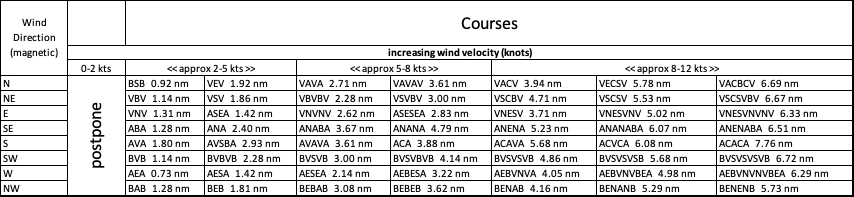 Wind Direction (magnetic) Courses
increasing wind velocity (knots)
0-2 kts << approx 2-5 kts >> << approx 5-8 kts >> << approx 8-12 kts >>
postpone
N BSB 0.92 nm VEV 1.92 nm VAVA 2.71 nm VAVAV 3.61 nm VACV 3.94 nm VECSV 5.78 nm VACBCV 6.69 nm
NE VBV 1.14 nm VSV 1.86 nm VBVBV 2.28 nm VSVBV 3.00 nm VSCBV 4.71 nm VSCSV 5.53 nm VSCSVBV 6.67 nm
E VNV 1.31 nm ASEA 1.42 nm VNVNV 2.62 nm ASESEA 2.83 nm VNESV 3.71 nm VNESVNV 5.02 nm VNESVNVNV 6.33 nm
SE ABA 1.28 nm ANA 2.40 nm ANABA 3.67 nm ANANA 4.79 nm ANENA 5.23 nm ANANABA 6.07 nm ANENABA 6.51 nm
S AVA 1.80 nm AVSBA 2.93 nm AVAVA 3.61 nm ACA 3.88 nm ACAVA 5.68 nm ACVCA 6.08 nm ACACA 7.76 nm
SW BVB 1.14 nm BVBVB 2.28 nm BVSVB 3.00 nm BVSVBVB 4.14 nm BVSVSVB 4.86 nm BVSVSVSVB 5.68 nm BVSVSVSVSVB 6.72 nm
W AEA 0.73 nm AESA 1.42 nm AESEA 2.14 nm AEBESA 3.22 nm AEBVNVA 4.05 nm AEBVNVBEA 4.98 nm AEBVNVNVBEA 6.29 nm
NW BAB 1.28 nm BEB 1.81 nm BEBAB 3.08 nm BEBEB 3.62 nm BENAB 4.16 nm BENANB 5.29 nm BENENB 5.73 nm